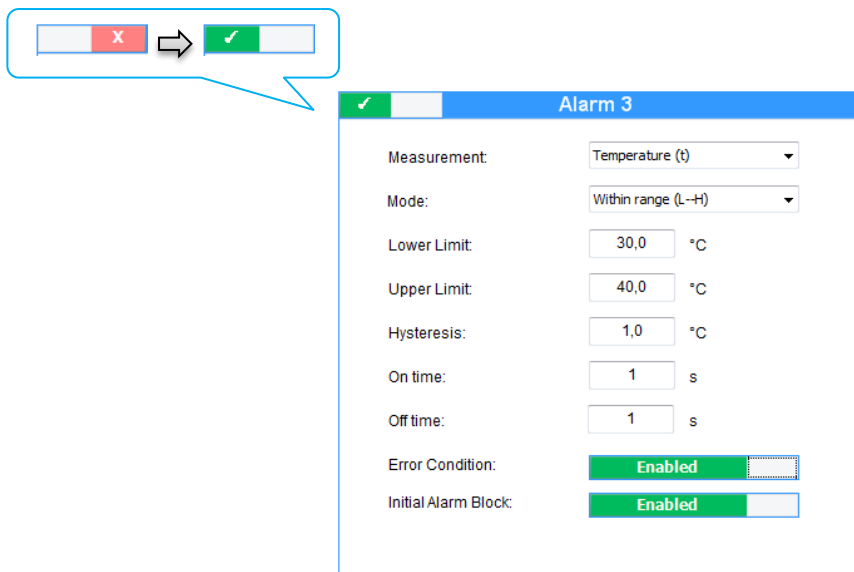 X ✓
✓ Alarm 3
Measurement: Temperature (t)
Mode: Within range (L--H)
Lower Limit: 30,0 °C
Upper Limit: 40,0 °C
Hysteresis: 1,0 °C
On time: 1 s
Off time: 1 s
Error Condition: Enabled
Initial Alarm Block: Enabled